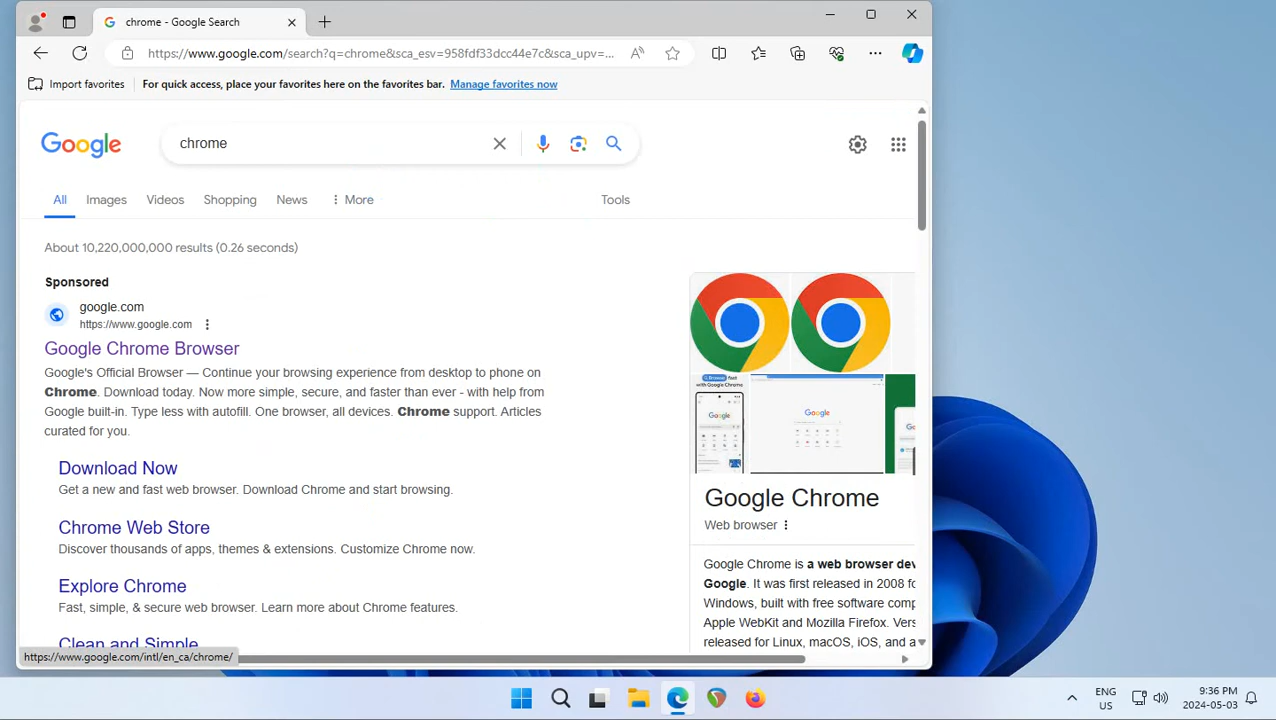 chrome - Google Search
https://www.google.com/search?q=chrome&sca_esv=958fdf33dcc44e7c&sca_upv=...
Import favorites
For quick access, place your favorites here on the favorites bar. Manage favorites now
Google
chrome
All Images Videos Shopping News More Tools
About 10,220,000,000 results (0.26 seconds)
Sponsored
google.com
https://www.google.com
Google Chrome Browser
Google's Official Browser — Continue your browsing experience from desktop to phone on
Chrome. Download today. Now more simple, secure, and faster than ever - with help from
Google built-in. Type less with autofill. One browser, all devices. Chrome support. Articles
curated for you.
Download Now
Get a new and fast web browser. Download Chrome and start browsing.
Chrome Web Store
Discover thousands of apps, themes & extensions. Customize Chrome now.
Explore Chrome
Fast, simple, & secure web browser. Learn more about Chrome features.
Clean and Simple
https://www.google.com/intl/en_ca/chrome/
Google Chrome
Web browser
Google Chrome is a web browser dev
Google. It was first released in 2008 fo
Windows, built with free software comp
Apple WebKit and Mozilla Firefox. Vers
released for Linux, macOS, iOS, and a
ENG
US
9:36 PM
2024-05-03